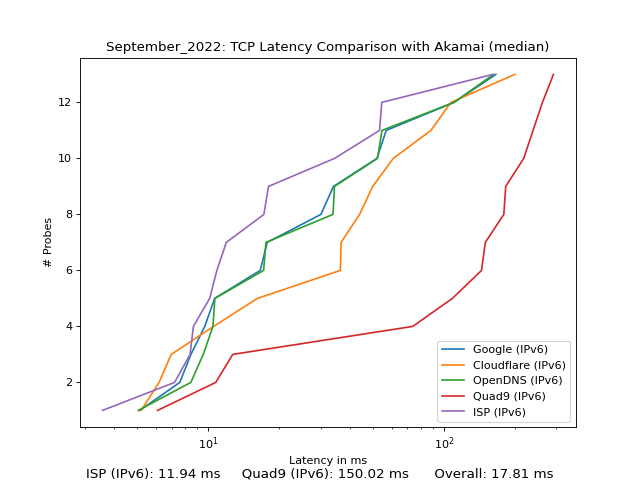 September_2022: TCP Latency Comparison with Akamai (median)
12
10
8
6
4
2
# Probes
Google (IPv6)
Cloudflare (IPv6)
OpenDNS (IPv6)
Quad9 (IPv6)
ISP (IPv6)
10¹ 10²
Latency in ms
ISP (IPv6): 11.94 ms Quad9 (IPv6): 150.02 ms Overall: 17.81 ms